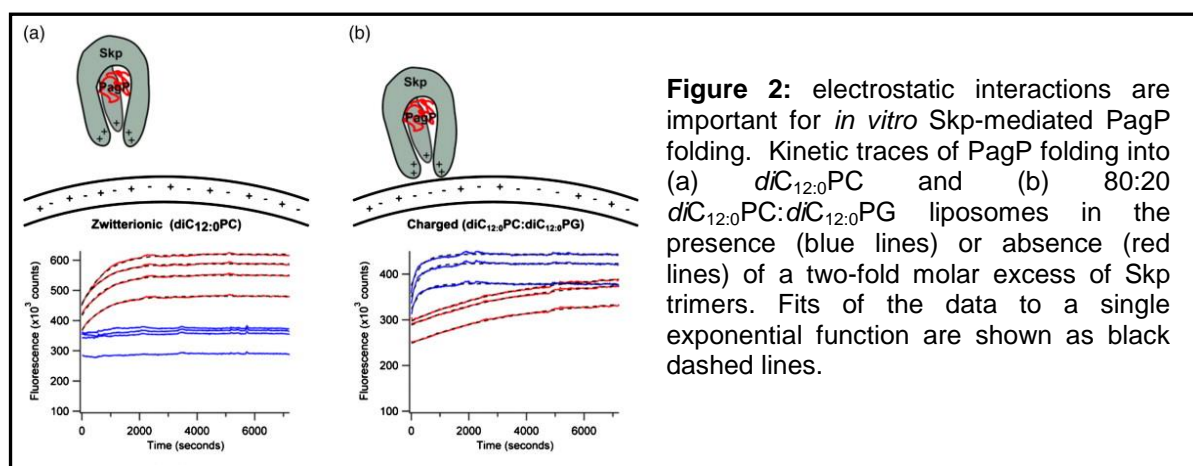 (a)
Skp
PagP
+ + + + +
+ - + - + - + - + - + - + -
Zwitterionic (diC12:0PC)
Fluorescence (x10³ counts)
600
500
400
300
200
100
0 2000 4000 6000
Time (seconds)
(b)
Skp
PagP
+ + + + +
Charged (diC12:0PC:diC12:0PG)
Fluorescence (x10³ counts)
400
300
200
100
0 2000 4000 6000
Time (seconds)
Figure 2: electrostatic interactions are
important for in vitro Skp-mediated PagP
folding. Kinetic traces of PagP folding into
(a) diC12:0PC and (b) 80:20
diC12:0PC:diC12:0PG liposomes in the
presence (blue lines) or absence (red
lines) of a two-fold molar excess of Skp
trimers. Fits of the data to a single
exponential function are shown as black
dashed lines.